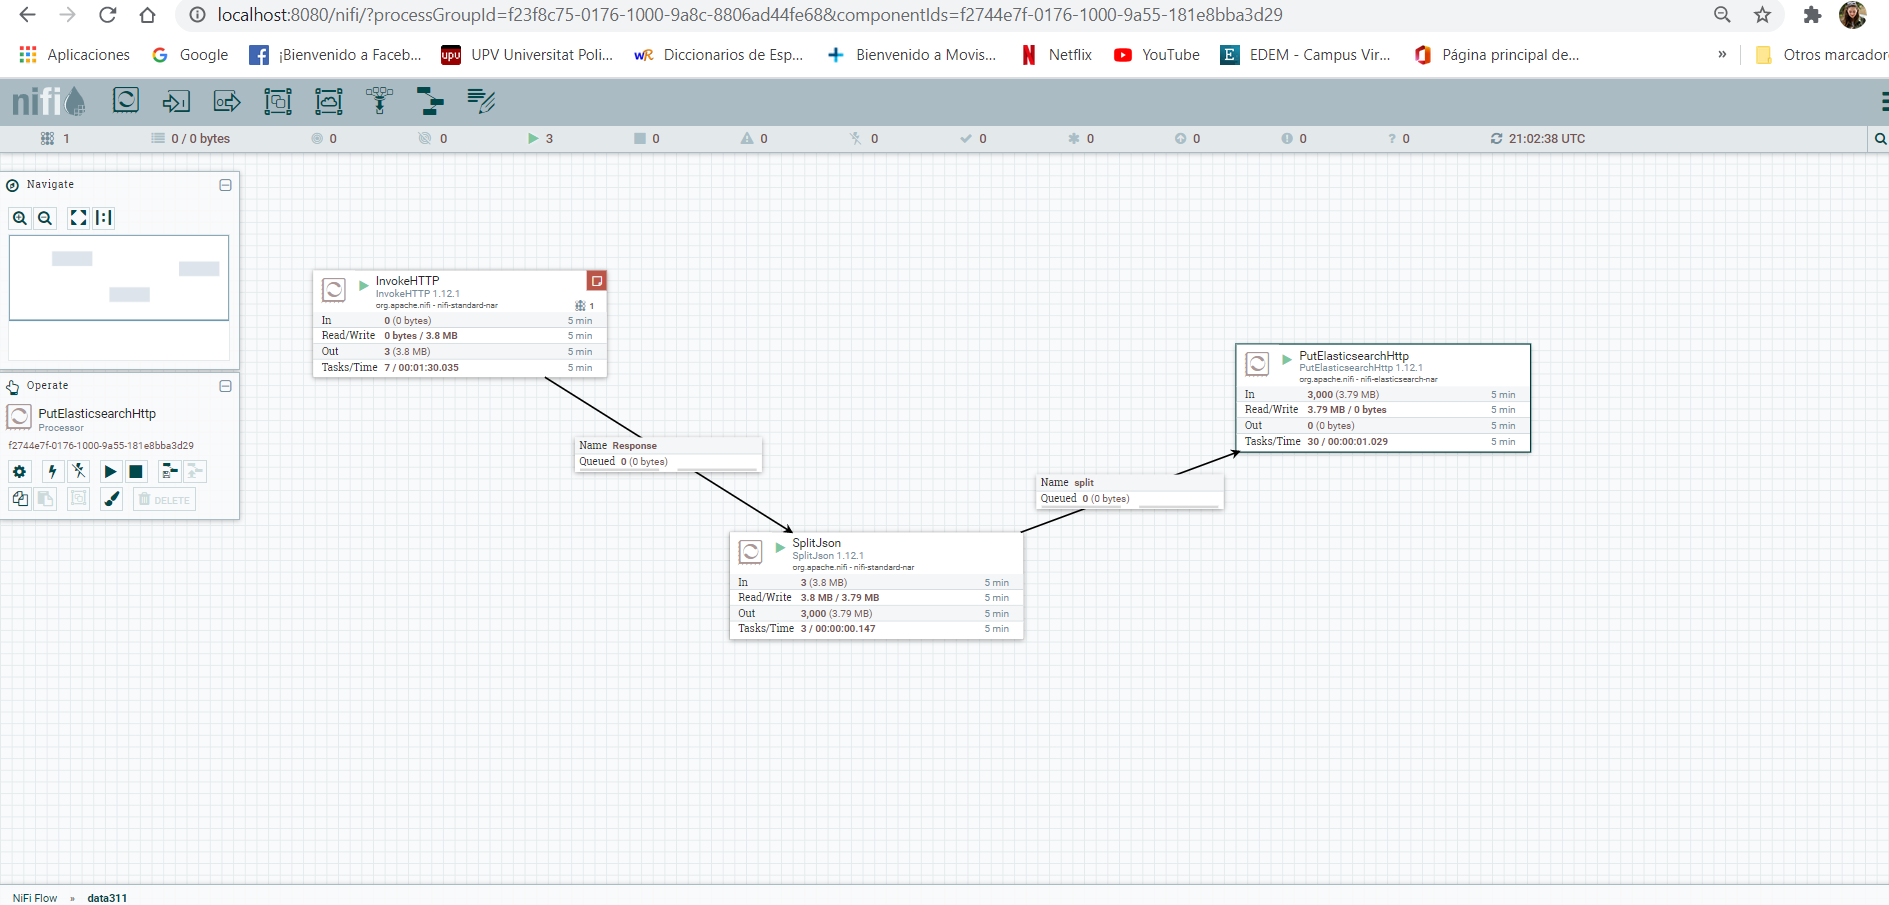 localhost:8080/nifi/?processGroupId=f23f8c75-0176-1000-9a8c-8806ad44fe68&componentIds=f2744e7f-0176-1000-9a55-181e8bba3d29
Aplicaciones Google ¡Bienvenido a Faceb... upv UPV Universitat Poli... wR Diccionarios de Esp... Bienvenido a Movis... Netflix YouTube E EDEM - Campus Vir... Página principal de... » Otros marcador
nifi
1 0 / 0 bytes 0 0 3 0 0 0 0 0 0 0 ? 0 21:02:38 UTC
Navigate
Operate
PutElasticsearchHttp
Processor
f2744e7f-0176-1000-9a55-181e8bba3d29
DELETE
InvokeHTTP
InvokeHTTP 1.12.1
org.apache.nifi - nifi-standard-nar
1
In 0 (0 bytes) 5 min
Read/Write 0 bytes / 3.8 MB 5 min
Out 3 (3.8 MB) 5 min
Tasks/Time 7 / 00:01:30.035 5 min
Name Response
Queued 0 (0 bytes)
SplitJson
SplitJson 1.12.1
org.apache.nifi - nifi-standard-nar
In 3 (3.8 MB) 5 min
Read/Write 3.8 MB / 3.79 MB 5 min
Out 3,000 (3.79 MB) 5 min
Tasks/Time 3 / 00:00:00.147 5 min
Name split
Queued 0 (0 bytes)
PutElasticsearchHttp
PutElasticsearchHttp 1.12.1
org.apache.nifi - nifi-elasticsearch-nar
In 3,000 (3.79 MB) 5 min
Read/Write 3.79 MB / 0 bytes 5 min
Out 0 (0 bytes) 5 min
Tasks/Time 30 / 00:00:01.029 5 min
NiFi Flow » data311